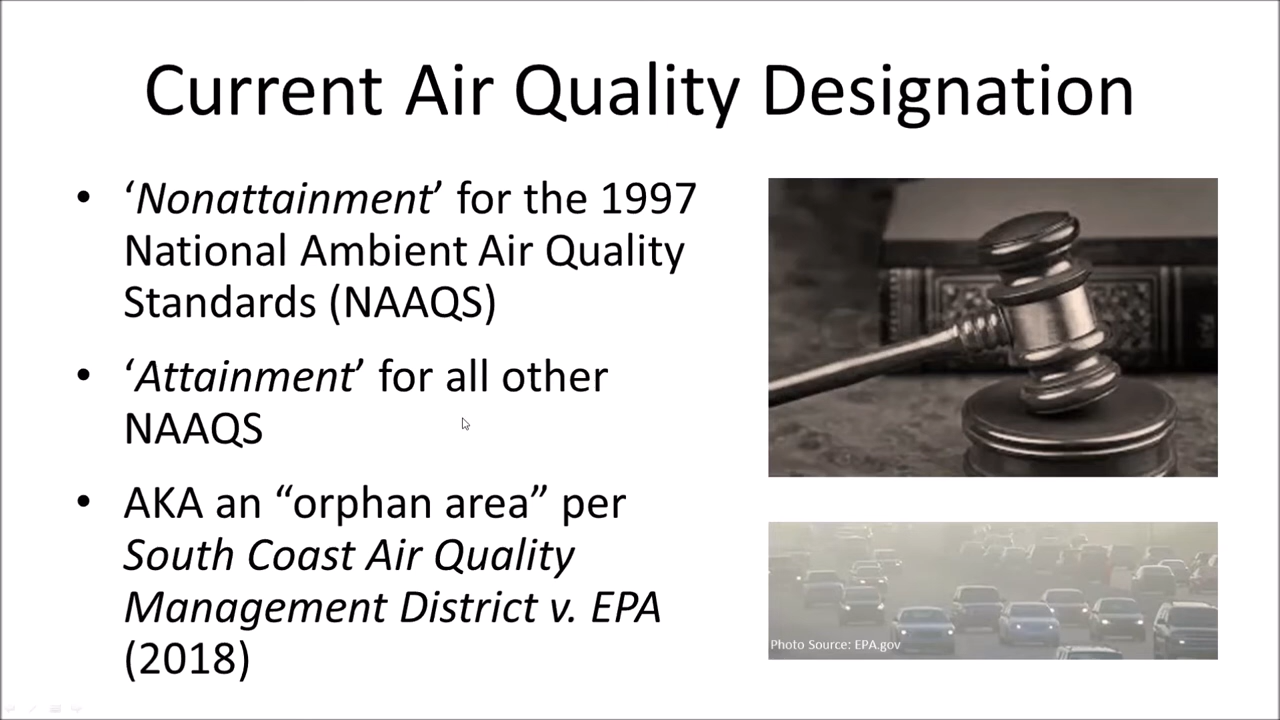 Current Air Quality Designation
• ‘Nonattainment’ for the 1997
National Ambient Air Quality
Standards (NAAQS)
• ‘Attainment’ for all other
NAAQS
• AKA an “orphan area” per
South Coast Air Quality
Management District v. EPA
(2018)
Photo Source: EPA.gov